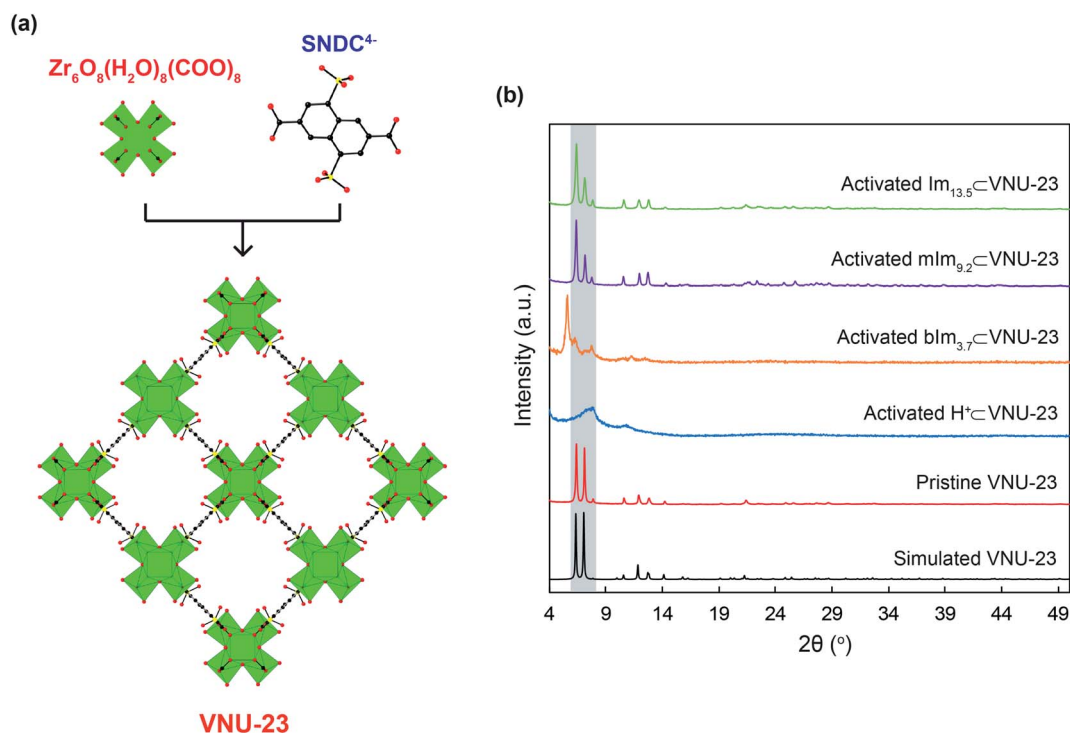 (a)
SNDC⁴⁻
Zr₆O₈(H₂O)₈(COO)₈
VNU-23
(b)
Intensity (a.u.)
Activated Im₁₃.₅⊂VNU-23
Activated mIm₉.₂⊂VNU-23
Activated bIm₃.₇⊂VNU-23
Activated H⁺⊂VNU-23
Pristine VNU-23
Simulated VNU-23
4 9 14 19 24 29 34 39 44 49
2θ (°)